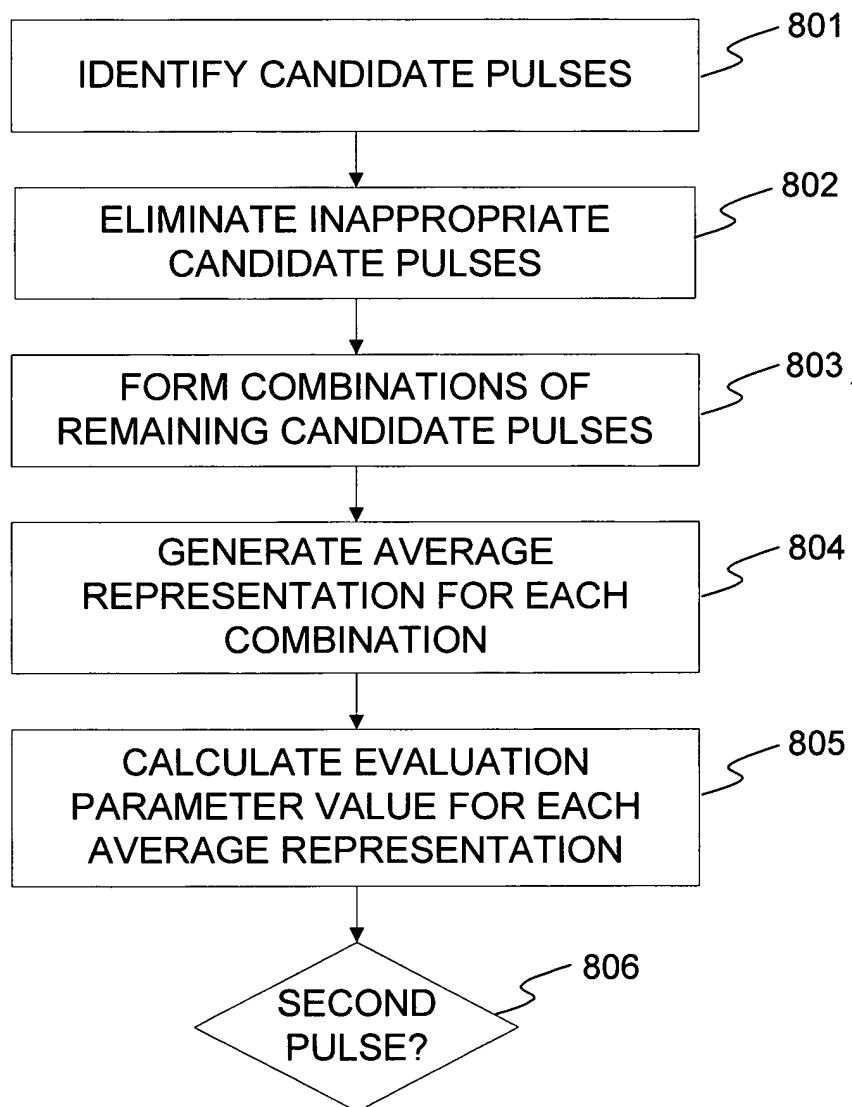 801
IDENTIFY CANDIDATE PULSES
802
ELIMINATE INAPPROPRIATE
CANDIDATE PULSES
803
FORM COMBINATIONS OF
REMAINING CANDIDATE PULSES
804
GENERATE AVERAGE
REPRESENTATION FOR EACH
COMBINATION
805
CALCULATE EVALUATION
PARAMETER VALUE FOR EACH
AVERAGE REPRESENTATION
806
SECOND
PULSE?